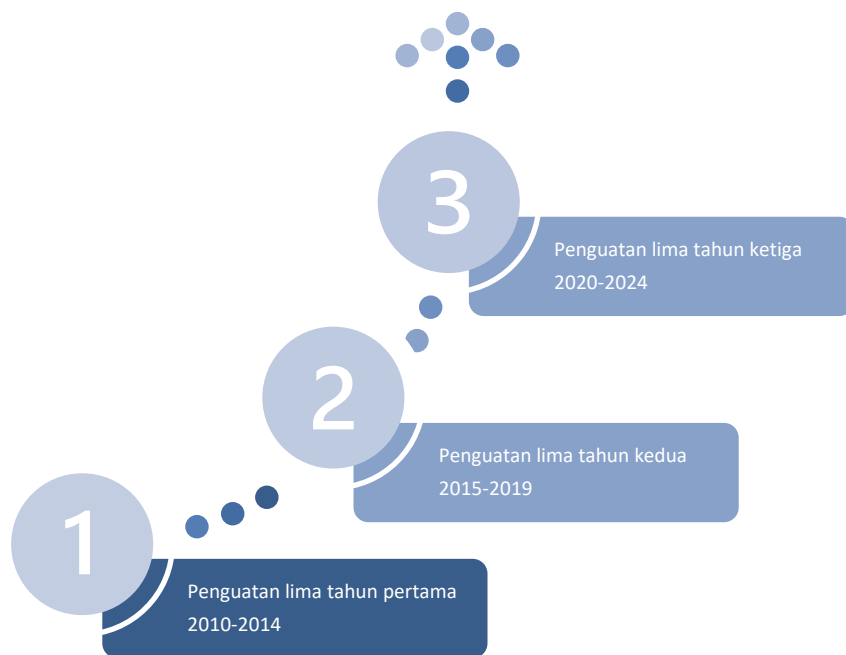 3
Penguatan lima tahun ketiga
2020-2024
2
Penguatan lima tahun kedua
2015-2019
1
Penguatan lima tahun pertama
2010-2014